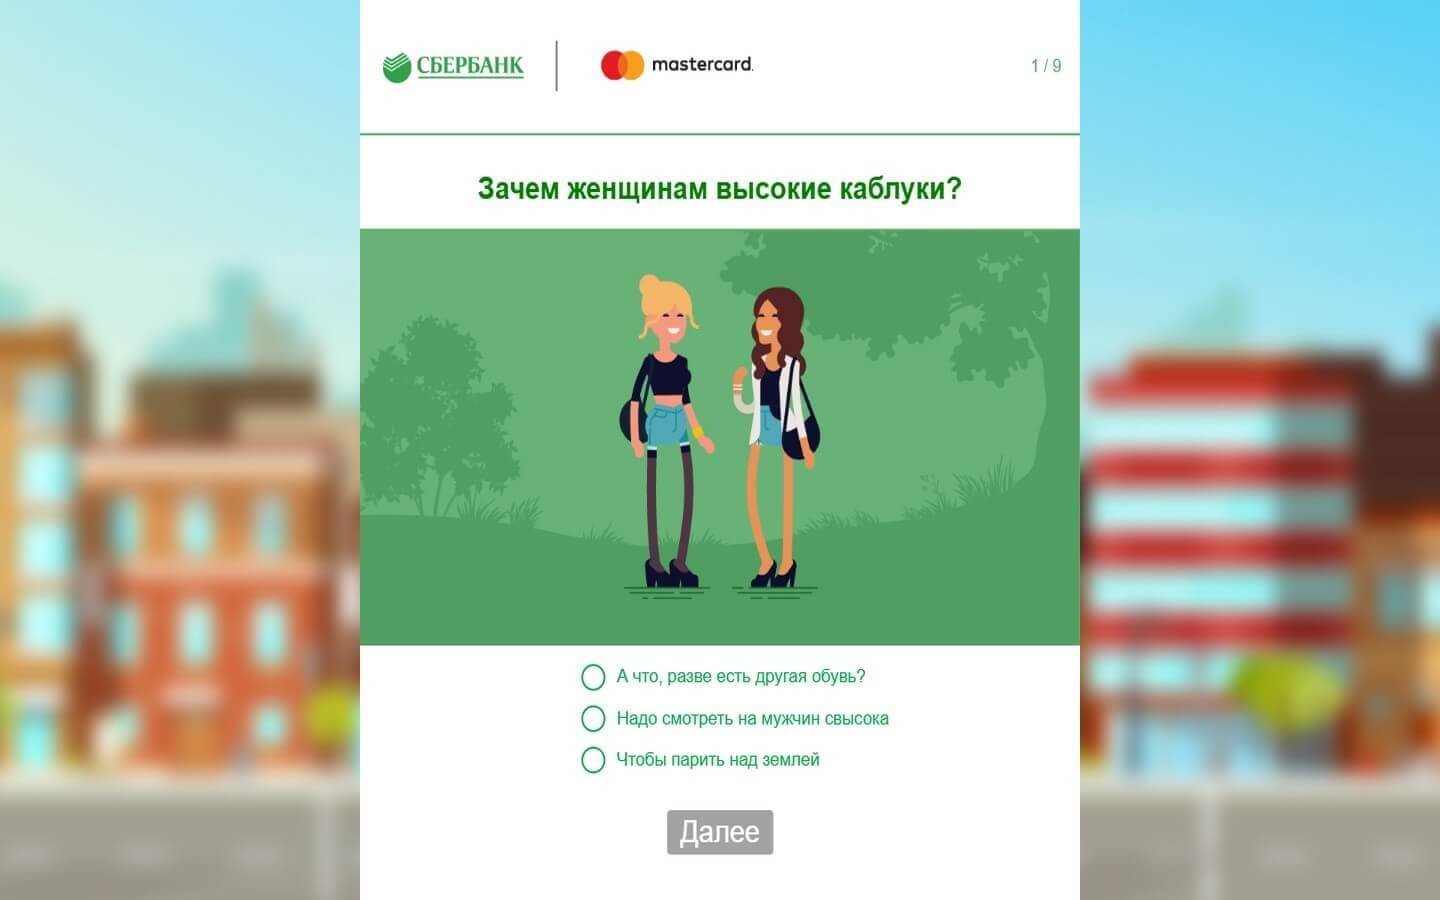 СБЕРБАНК
mastercard.
1 / 9
Зачем женщинам высокие каблуки?
А что, разве есть другая обувь?
Надо смотреть на мужчин свысока
Чтобы парить над землей
Далее